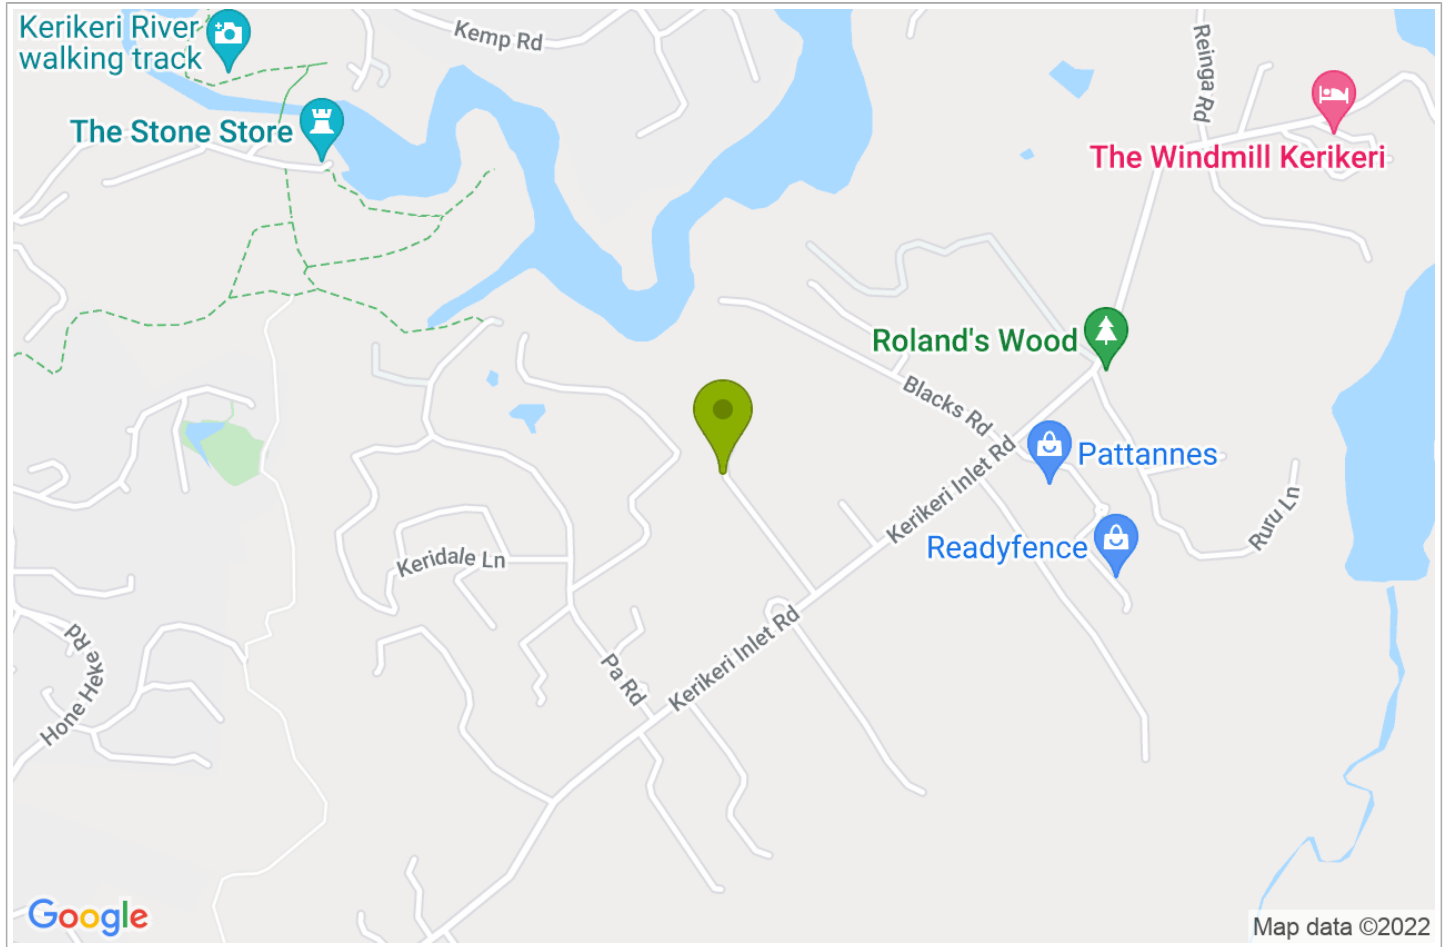 Kerikeri River
walking track
Kemp Rd
Reinga Rd
The Stone Store
The Windmill Kerikeri
Roland's Wood
Blacks Rd
Pattannes
Kerikeri Inlet Rd
Ruru Ln
Readyfence
Keridale Ln
Kerikeri Inlet Rd
Pa Rd
Hone Heke Rd
Google
Map data ©2022